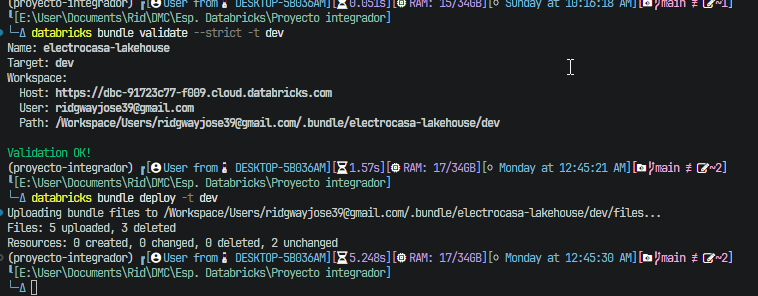 (proyecto-integrador) ╭[User from DESKTOP-5B036AM][0.051s][RAM: 15/34GB][Sunday at 10:16:18 AM][main ≢ ~1]
╰[E:\User\Documents\Rid\DMC\Esp. Databricks\Proyecto integrador]
╰─Δ databricks bundle validate --strict -t dev
Name: electrocasa-lakehouse
Target: dev
Workspace:
Host: https://dbc-91723c77-f009.cloud.databricks.com
User: ridgwayjose39@gmail.com
Path: /Workspace/Users/ridgwayjose39@gmail.com/.bundle/electrocasa-lakehouse/dev
Validation OK!
(proyecto-integrador) ╭[User from DESKTOP-5B036AM][1.57s][RAM: 17/34GB][Monday at 12:45:21 AM][main ≢ ~2]
╰[E:\User\Documents\Rid\DMC\Esp. Databricks\Proyecto integrador]
╰─Δ databricks bundle deploy -t dev
Uploading bundle files to /Workspace/Users/ridgwayjose39@gmail.com/.bundle/electrocasa-lakehouse/dev/files...
Files: 5 uploaded, 3 deleted
Resources: 0 created, 0 changed, 0 deleted, 2 unchanged
(proyecto-integrador) ╭[User from DESKTOP-5B036AM][5.248s][RAM: 17/34GB][Monday at 12:45:30 AM][main ≢ ~2]
╰[E:\User\Documents\Rid\DMC\Esp. Databricks\Proyecto integrador]
╰─Δ